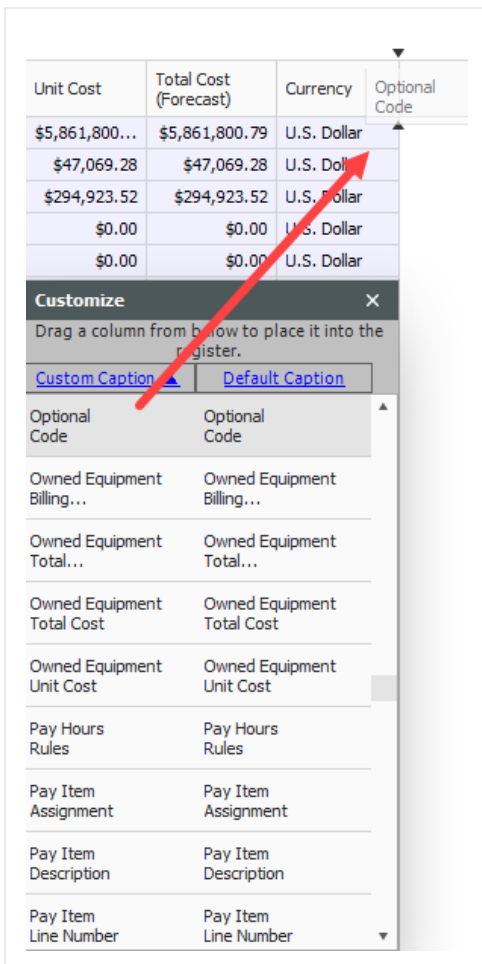 Unit Cost Total Cost (Forecast) Currency Optional Code
$5,861,800... $5,861,800.79 U.S. Dollar
$47,069.28 $47,069.28 U.S. Dollar
$294,923.52 $294,923.52 U.S. Dollar
$0.00 $0.00 U.S. Dollar
$0.00 $0.00 U.S. Dollar
Customize
Drag a column from below to place it into the
register.
Custom Caption Default Caption
Optional Optional
Code Code
Owned Equipment Owned Equipment
Billing... Billing...
Owned Equipment Owned Equipment
Total... Total...
Owned Equipment Owned Equipment
Total Cost Total Cost
Owned Equipment Owned Equipment
Unit Cost Unit Cost
Pay Hours Pay Hours
Rules Rules
Pay Item Pay Item
Assignment Assignment
Pay Item Pay Item
Description Description
Pay Item Pay Item
Line Number Line Number